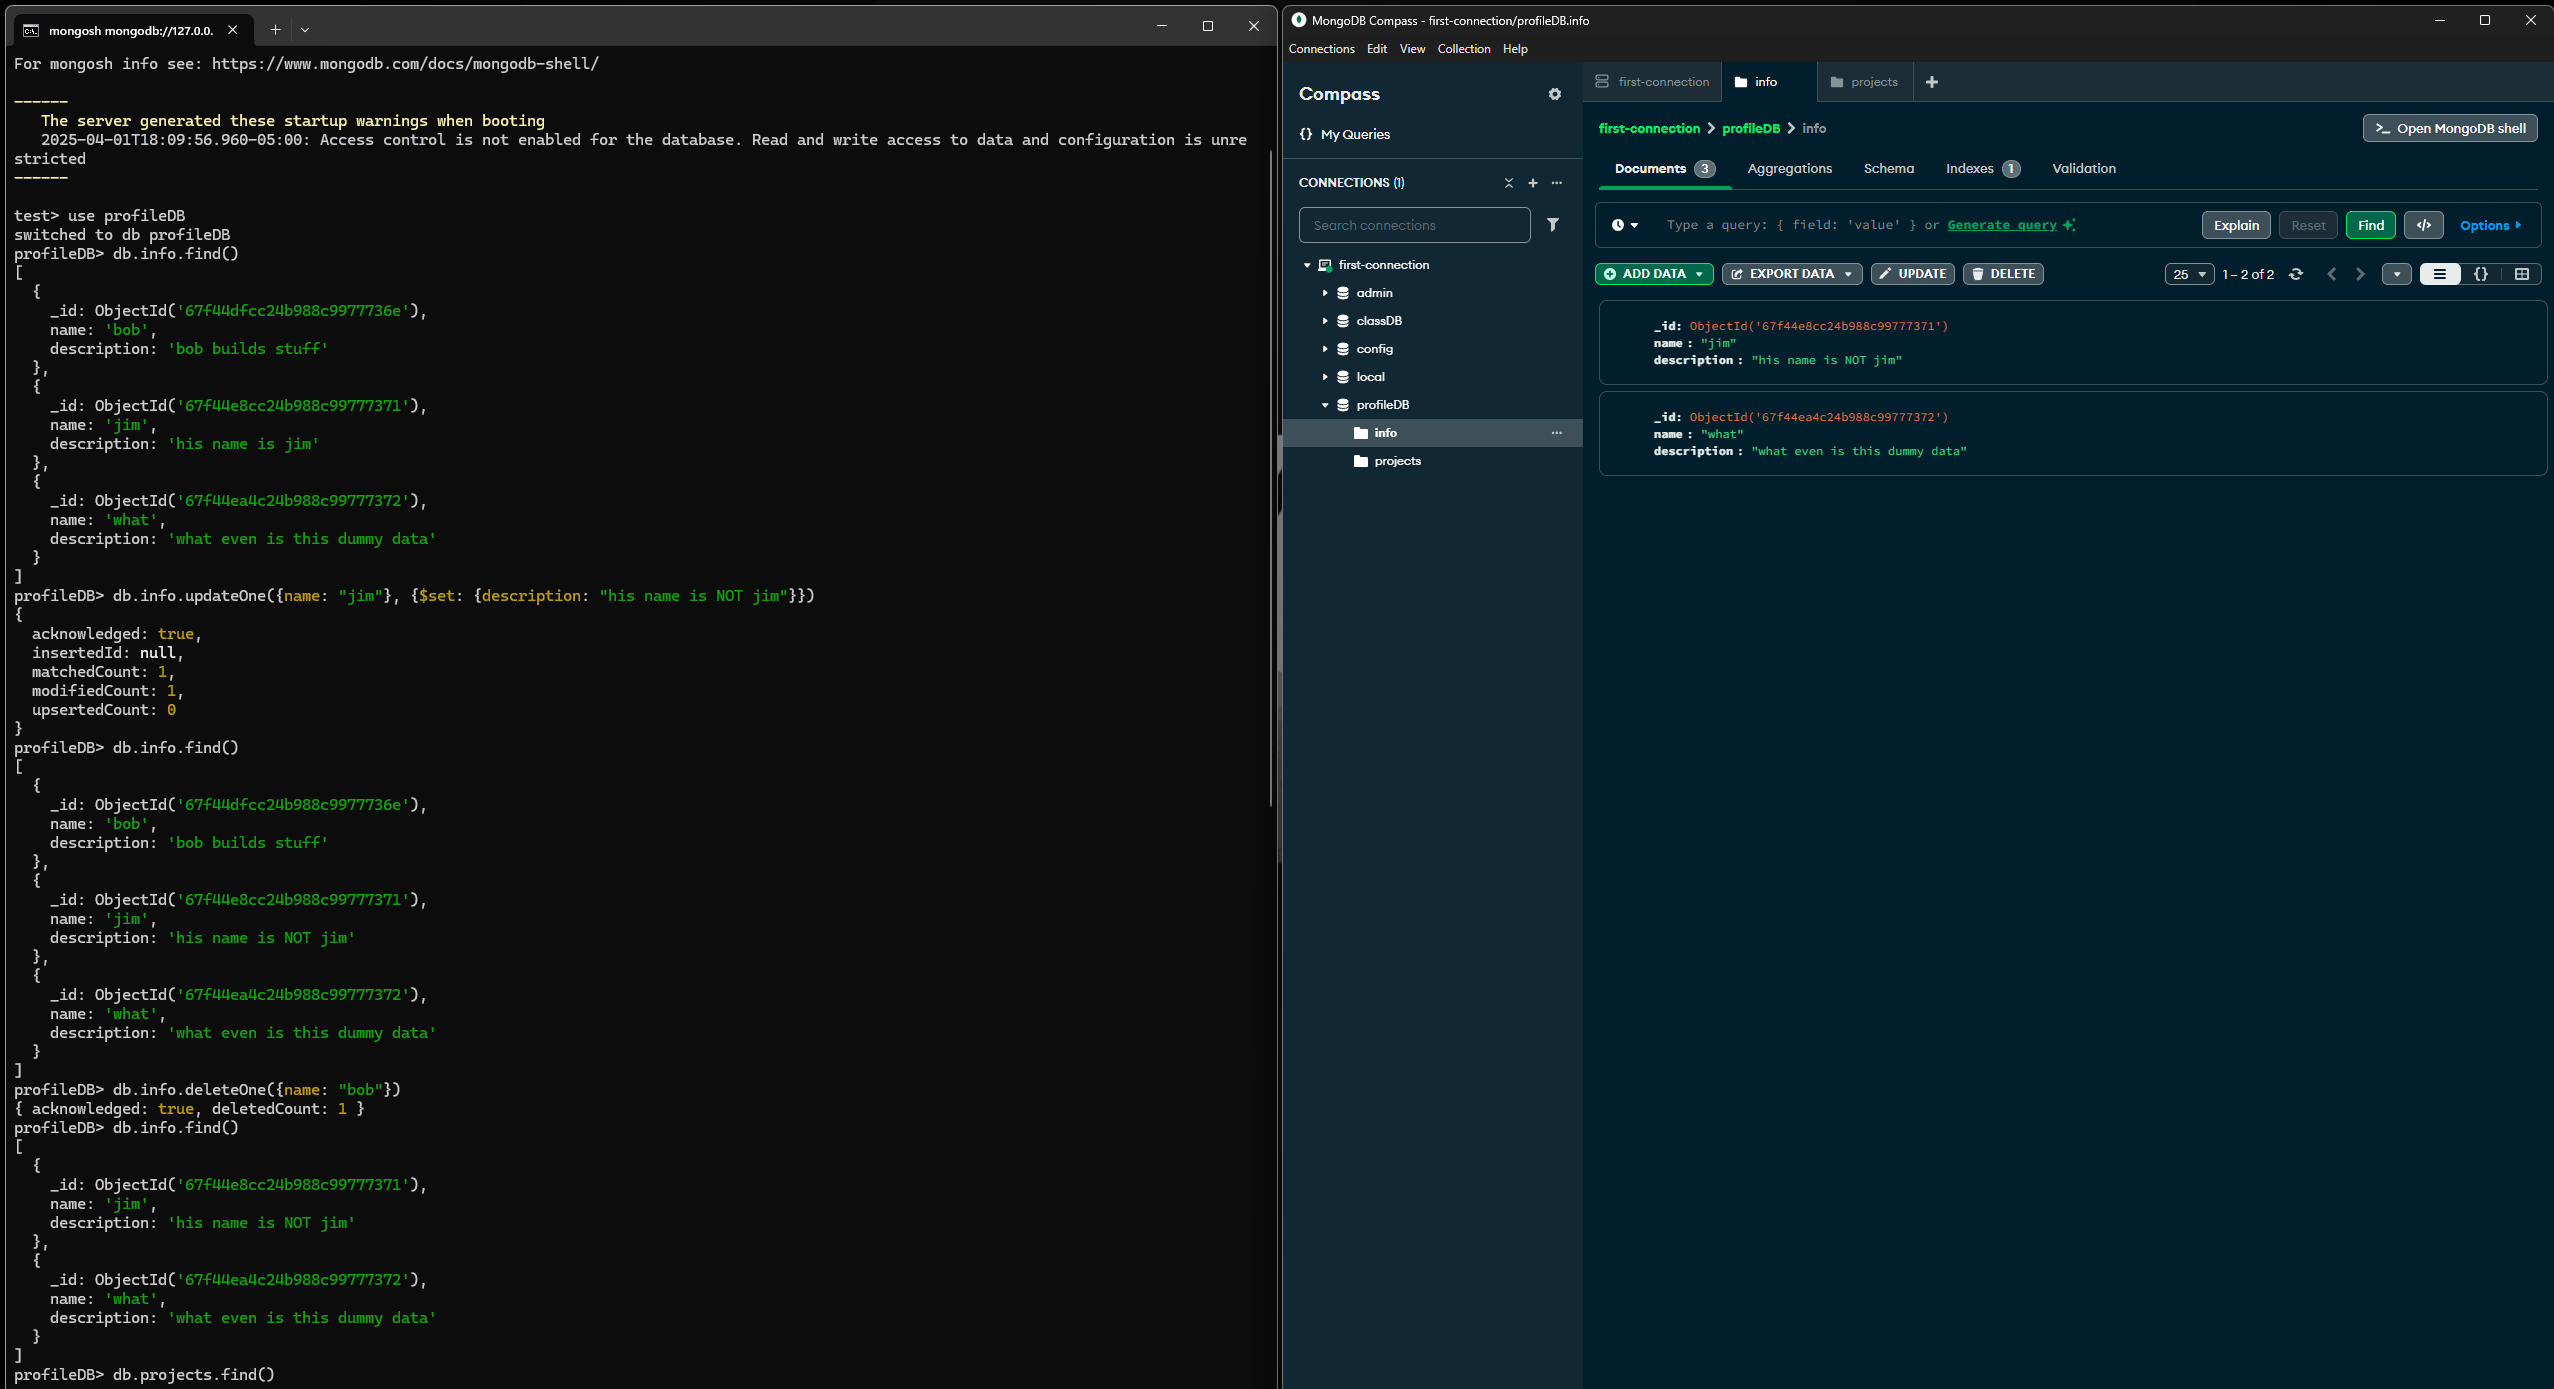 mongosh mongodb://127.0.0.
For mongosh info see: https://www.mongodb.com/docs/mongodb-shell/
------
The server generated these startup warnings when booting
2025-04-01T18:09:56.960-05:00: Access control is not enabled for the database. Read and write access to data and configuration is unre
stricted
------
test> use profileDB
switched to db profileDB
profileDB> db.info.find()
[
{
_id: ObjectId('67f44dfcc24b988c9977736e'),
name: 'bob',
description: 'bob builds stuff'
},
{
_id: ObjectId('67f44e8cc24b988c99777371'),
name: 'jim',
description: 'his name is jim'
},
{
_id: ObjectId('67f44ea4c24b988c99777372'),
name: 'what',
description: 'what even is this dummy data'
}
]
profileDB> db.info.updateOne({name: "jim"}, {$set: {description: "his name is NOT jim"}})
{
acknowledged: true,
insertedId: null,
matchedCount: 1,
modifiedCount: 1,
upsertedCount: 0
}
profileDB> db.info.find()
[
{
_id: ObjectId('67f44dfcc24b988c9977736e'),
name: 'bob',
description: 'bob builds stuff'
},
{
_id: ObjectId('67f44e8cc24b988c99777371'),
name: 'jim',
description: 'his name is NOT jim'
},
{
_id: ObjectId('67f44ea4c24b988c99777372'),
name: 'what',
description: 'what even is this dummy data'
}
]
profileDB> db.info.deleteOne({name: "bob"})
{ acknowledged: true, deletedCount: 1 }
profileDB> db.info.find()
[
{
_id: ObjectId('67f44e8cc24b988c99777371'),
name: 'jim',
description: 'his name is NOT jim'
},
{
_id: ObjectId('67f44ea4c24b988c99777372'),
name: 'what',
description: 'what even is this dummy data'
}
]
profileDB> db.projects.find()
MongoDB Compass - first-connection/profileDB.info
Connections Edit View Collection Help
Compass
{} My Queries
CONNECTIONS (1)
Search connections
first-connection
admin
classDB
config
local
profileDB
info
projects
first-connection info projects
first-connection > profileDB > info
Open MongoDB shell
Documents 3 Aggregations Schema Indexes 1 Validation
Type a query: { field: 'value' } or Generate query Explain Reset Find </> Options
ADD DATA EXPORT DATA UPDATE DELETE 25 1 – 2 of 2 {}
_id: ObjectId('67f44e8cc24b988c99777371')
name : "jim"
description : "his name is NOT jim"
_id: ObjectId('67f44ea4c24b988c99777372')
name : "what"
description : "what even is this dummy data"